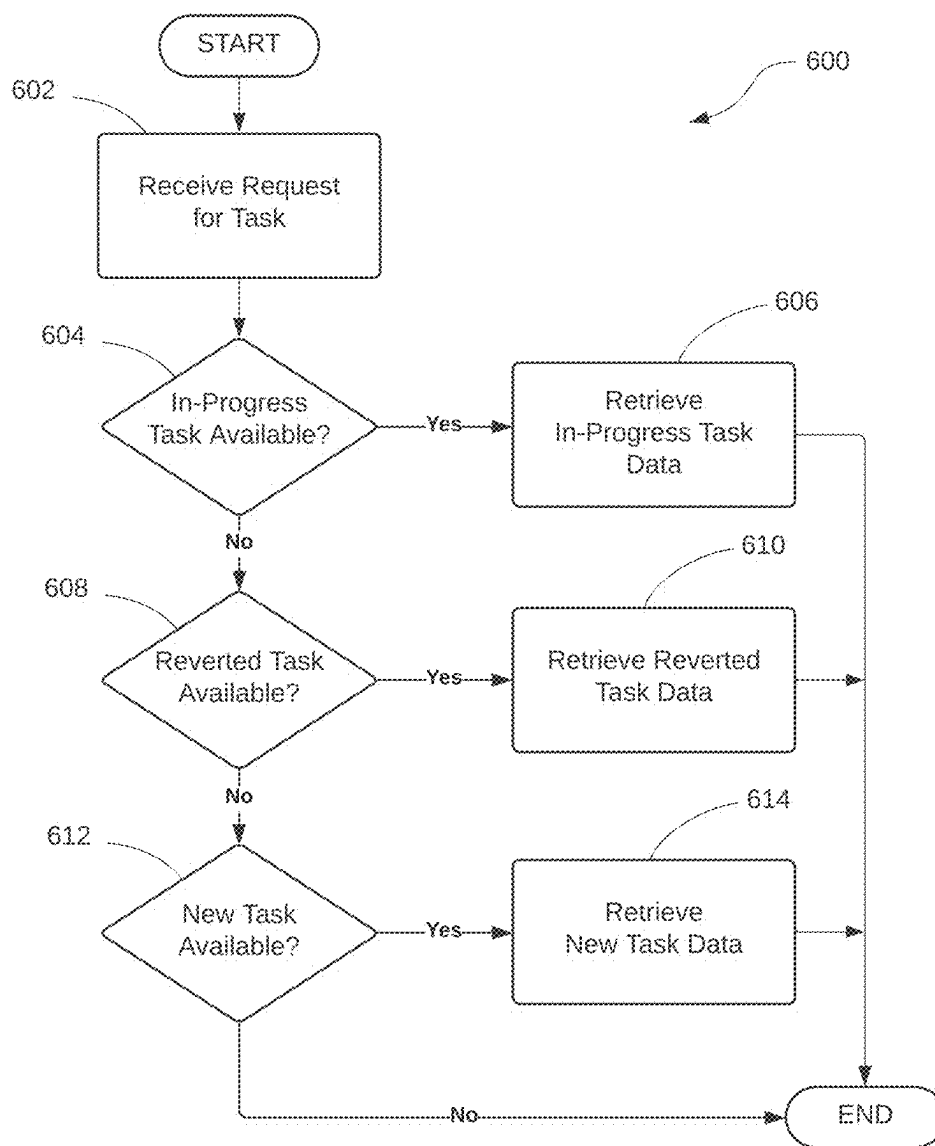 START
600
602
Receive Request
for Task
604
In-Progress
Task Available?
Yes
606
Retrieve
In-Progress Task
Data
No
608
Reverted Task
Available?
Yes
610
Retrieve Reverted
Task Data
No
612
New Task
Available?
Yes
614
Retrieve
New Task Data
No
END